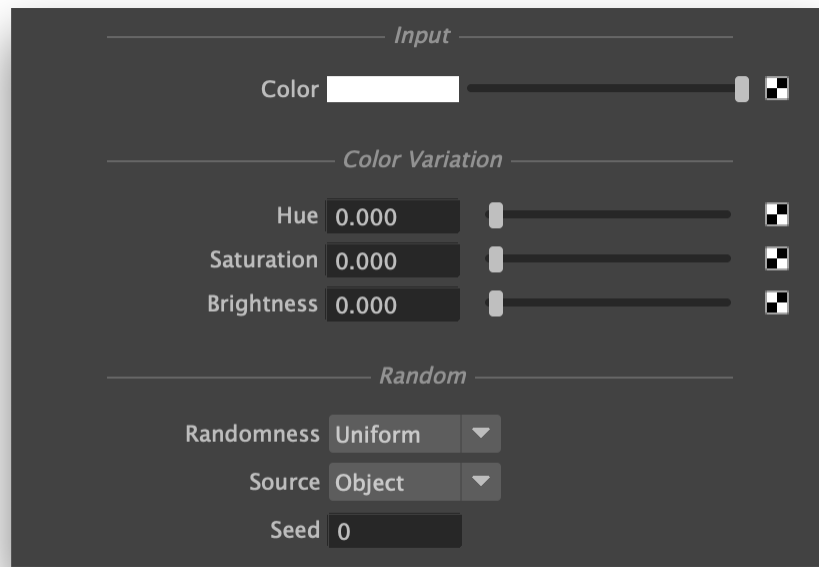 Input
Color
Color Variation
Hue 0.000
Saturation 0.000
Brightness 0.000
Random
Randomness Uniform
Source Object
Seed 0